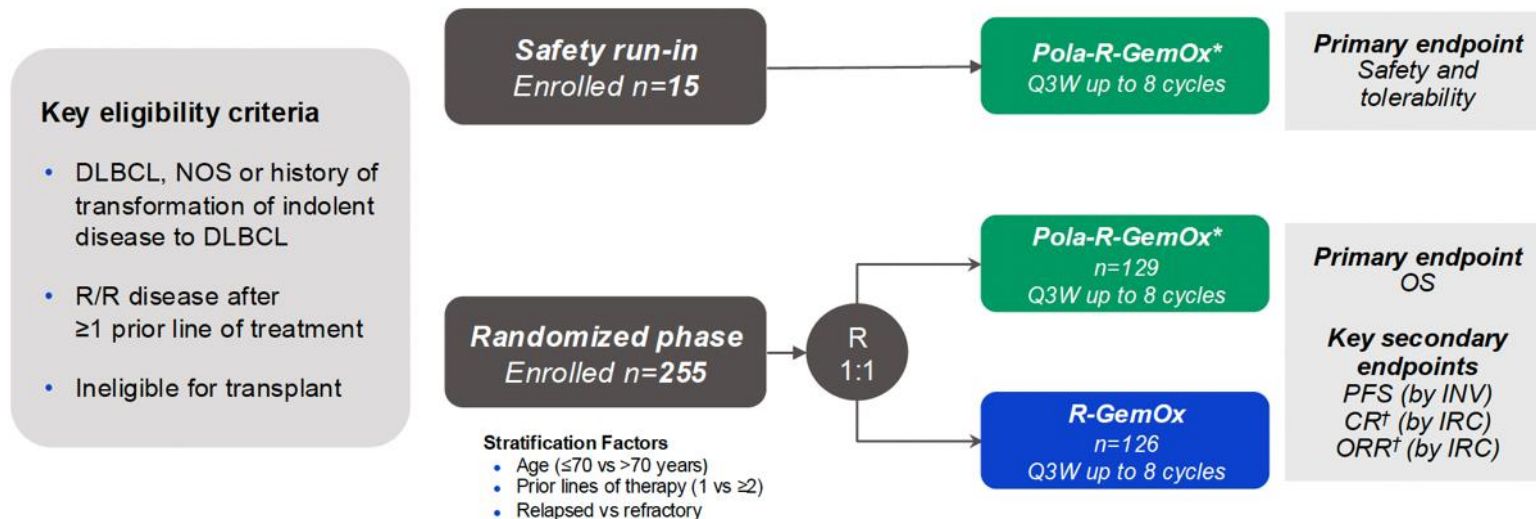 Key eligibility criteria
• DLBCL, NOS or history of
transformation of indolent
disease to DLBCL
• R/R disease after
≥1 prior line of treatment
• Ineligible for transplant
Safety run-in
Enrolled n=15
Pola-R-GemOx*
Q3W up to 8 cycles
Primary endpoint
Safety and
tolerability
Randomized phase
Enrolled n=255
R
1:1
Pola-R-GemOx*
n=129
Q3W up to 8 cycles
R-GemOx
n=126
Q3W up to 8 cycles
Primary endpoint
OS
Key secondary
endpoints
PFS (by INV)
CR† (by IRC)
ORR† (by IRC)
Stratification Factors
• Age (≤70 vs >70 years)
• Prior lines of therapy (1 vs ≥2)
• Relapsed vs refractory